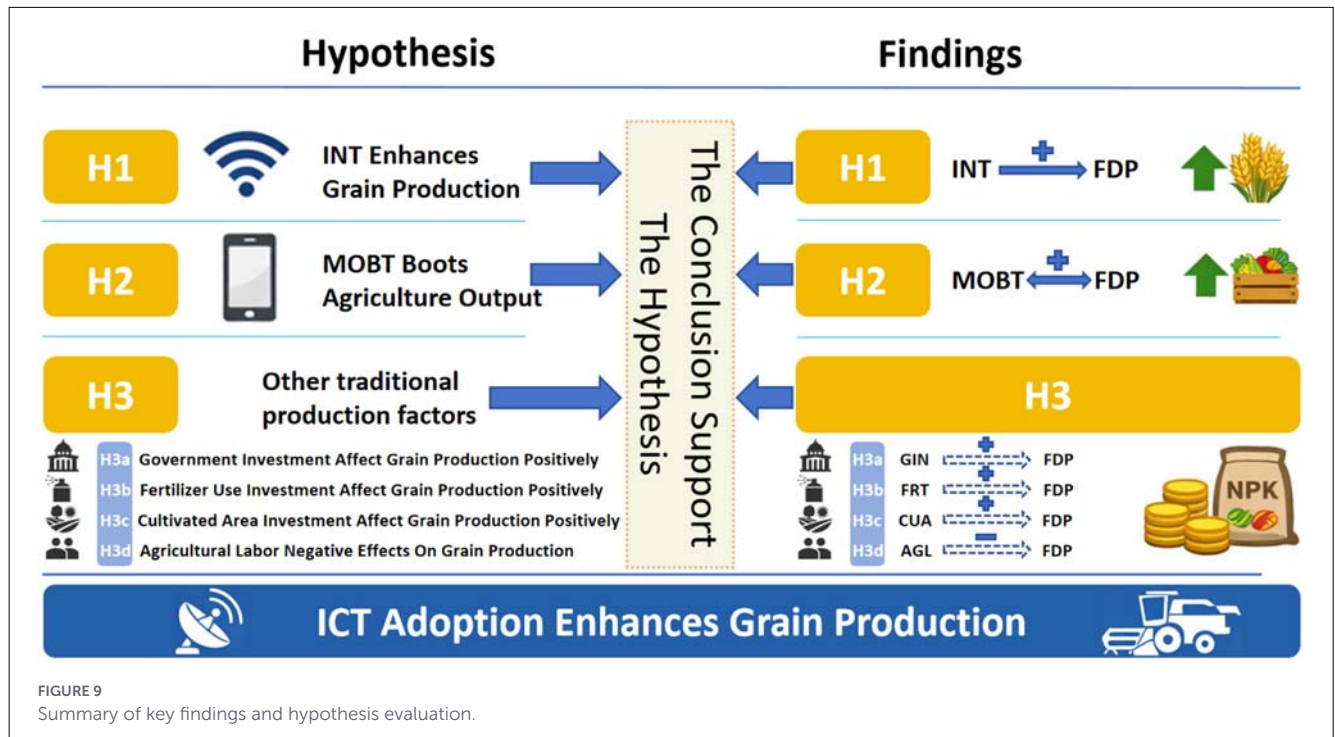 Hypothesis
Findings
H1
INT Enhances
Grain Production
H2
MOBT Boots
Agriculture Output
H3
Other traditional
production factors
H3a Government Investment Affect Grain Production Positively
H3b Fertilizer Use Investment Affect Grain Production Positively
H3c Cultivated Area Investment Affect Grain Production Positively
H3d Agricultural Labor Negative Effects On Grain Production
The Conclusion Support
The Hypothesis
H1
INT + FDP
H2
MOBT + FDP
H3
H3a GIN + FDP
H3b FRT + FDP
H3c CUA + FDP
H3d AGL − FDP
NPK
ICT Adoption Enhances Grain Production
FIGURE 9
Summary of key findings and hypothesis evaluation.